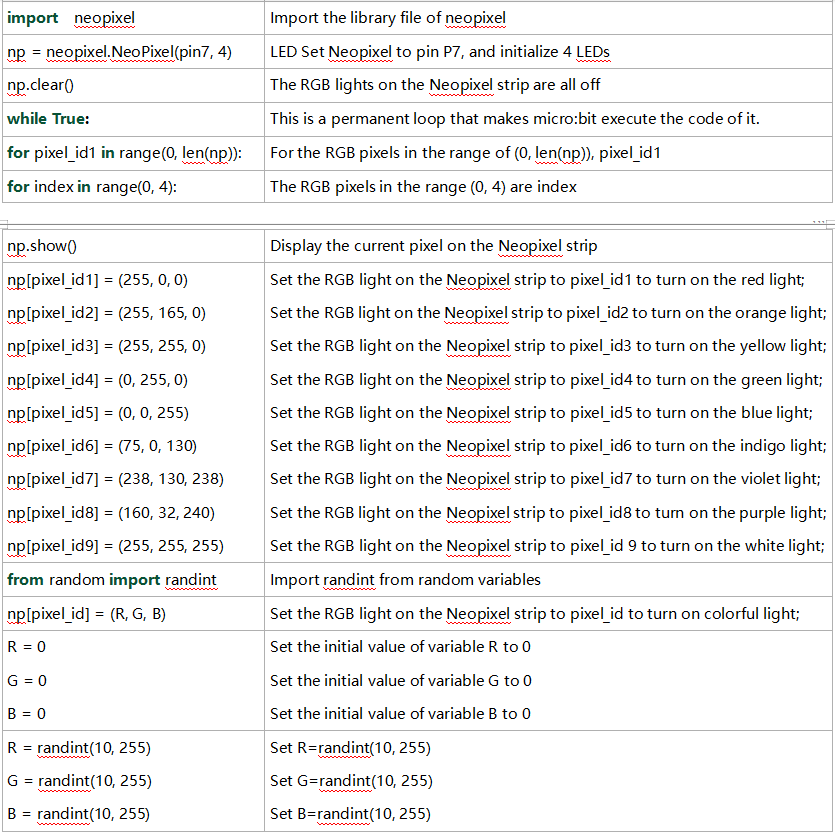 import neopixel Import the library file of neopixel
np = neopixel.NeoPixel(pin7, 4) LED Set Neopixel to pin P7, and initialize 4 LEDs
np.clear() The RGB lights on the Neopixel strip are all off
while True: This is a permanent loop that makes micro:bit execute the code of it.
for pixel_id1 in range(0, len(np)): For the RGB pixels in the range of (0, len(np)), pixel_id1
for index in range(0, 4): The RGB pixels in the range (0, 4) are index
np.show() Display the current pixel on the Neopixel strip
np[pixel_id1] = (255, 0, 0) Set the RGB light on the Neopixel strip to pixel_id1 to turn on the red light;
np[pixel_id2] = (255, 165, 0) Set the RGB light on the Neopixel strip to pixel_id2 to turn on the orange light;
np[pixel_id3] = (255, 255, 0) Set the RGB light on the Neopixel strip to pixel_id3 to turn on the yellow light;
np[pixel_id4] = (0, 255, 0) Set the RGB light on the Neopixel strip to pixel_id4 to turn on the green light;
np[pixel_id5] = (0, 0, 255) Set the RGB light on the Neopixel strip to pixel_id5 to turn on the blue light;
np[pixel_id6] = (75, 0, 130) Set the RGB light on the Neopixel strip to pixel_id6 to turn on the indigo light;
np[pixel_id7] = (238, 130, 238) Set the RGB light on the Neopixel strip to pixel_id7 to turn on the violet light;
np[pixel_id8] = (160, 32, 240) Set the RGB light on the Neopixel strip to pixel_id8 to turn on the purple light;
np[pixel_id9] = (255, 255, 255) Set the RGB light on the Neopixel strip to pixel_id 9 to turn on the white light;
from random import randint Import randint from random variables
np[pixel_id] = (R, G, B) Set the RGB light on the Neopixel strip to pixel_id to turn on colorful light;
R = 0 Set the initial value of variable R to 0
G = 0 Set the initial value of variable G to 0
B = 0 Set the initial value of variable B to 0
R = randint(10, 255) Set R=randint(10, 255)
G = randint(10, 255) Set G=randint(10, 255)
B = randint(10, 255) Set B=randint(10, 255)